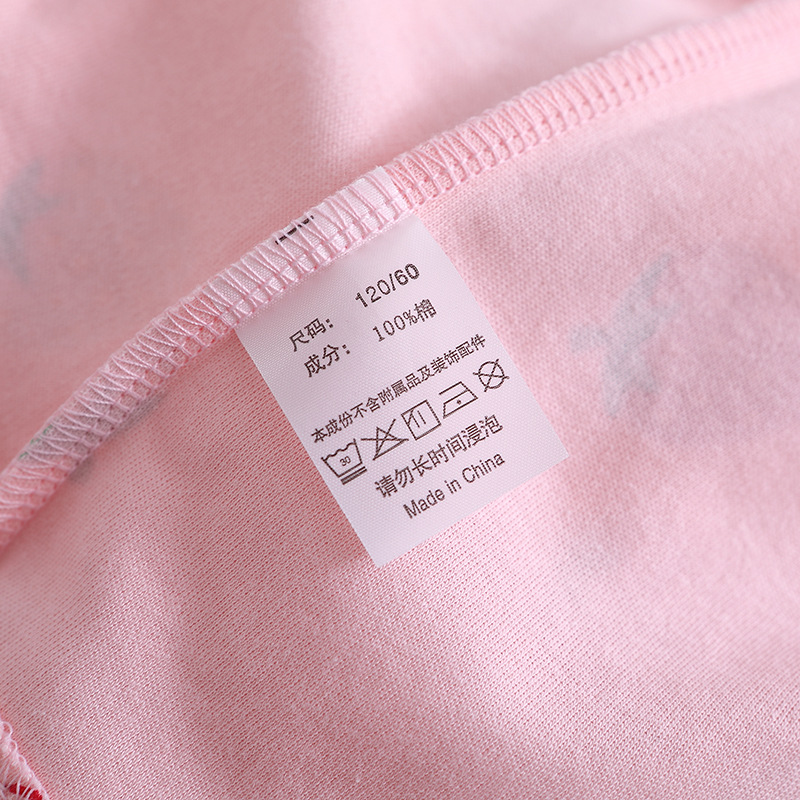 尺码: 120/60
成分: 100%棉
本成份不含附属品及装饰配件
30
请勿长时间浸泡
Made in China